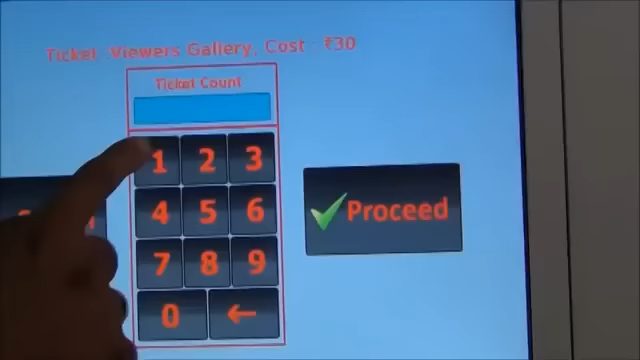 Ticket :Viewers Gallery, Cost : ₹30
Ticket Count
1 2 3
4 5 6
7 8 9
0 ←
Proceed